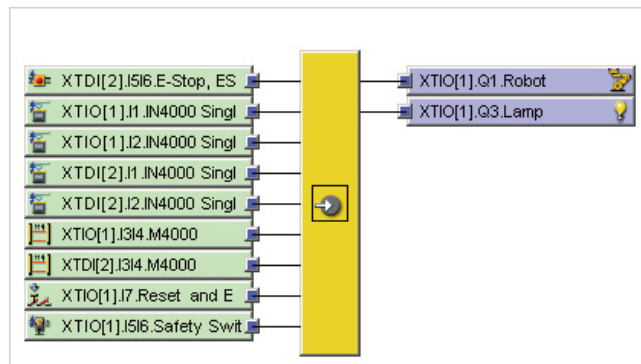 XTDI[2].I5I6.E-Stop, ES
XTIO[1].I1.IN4000 Singl
XTIO[1].I2.IN4000 Singl
XTDI[2].I1.IN4000 Singl
XTDI[2].I2.IN4000 Singl
XTIO[1].I3I4.M4000
XTDI[2].I3I4.M4000
XTIO[1].I7.Reset and E
XTIO[1].I5I6.Safety Swit
XTIO[1].Q1.Robot
XTIO[1].Q3.Lamp